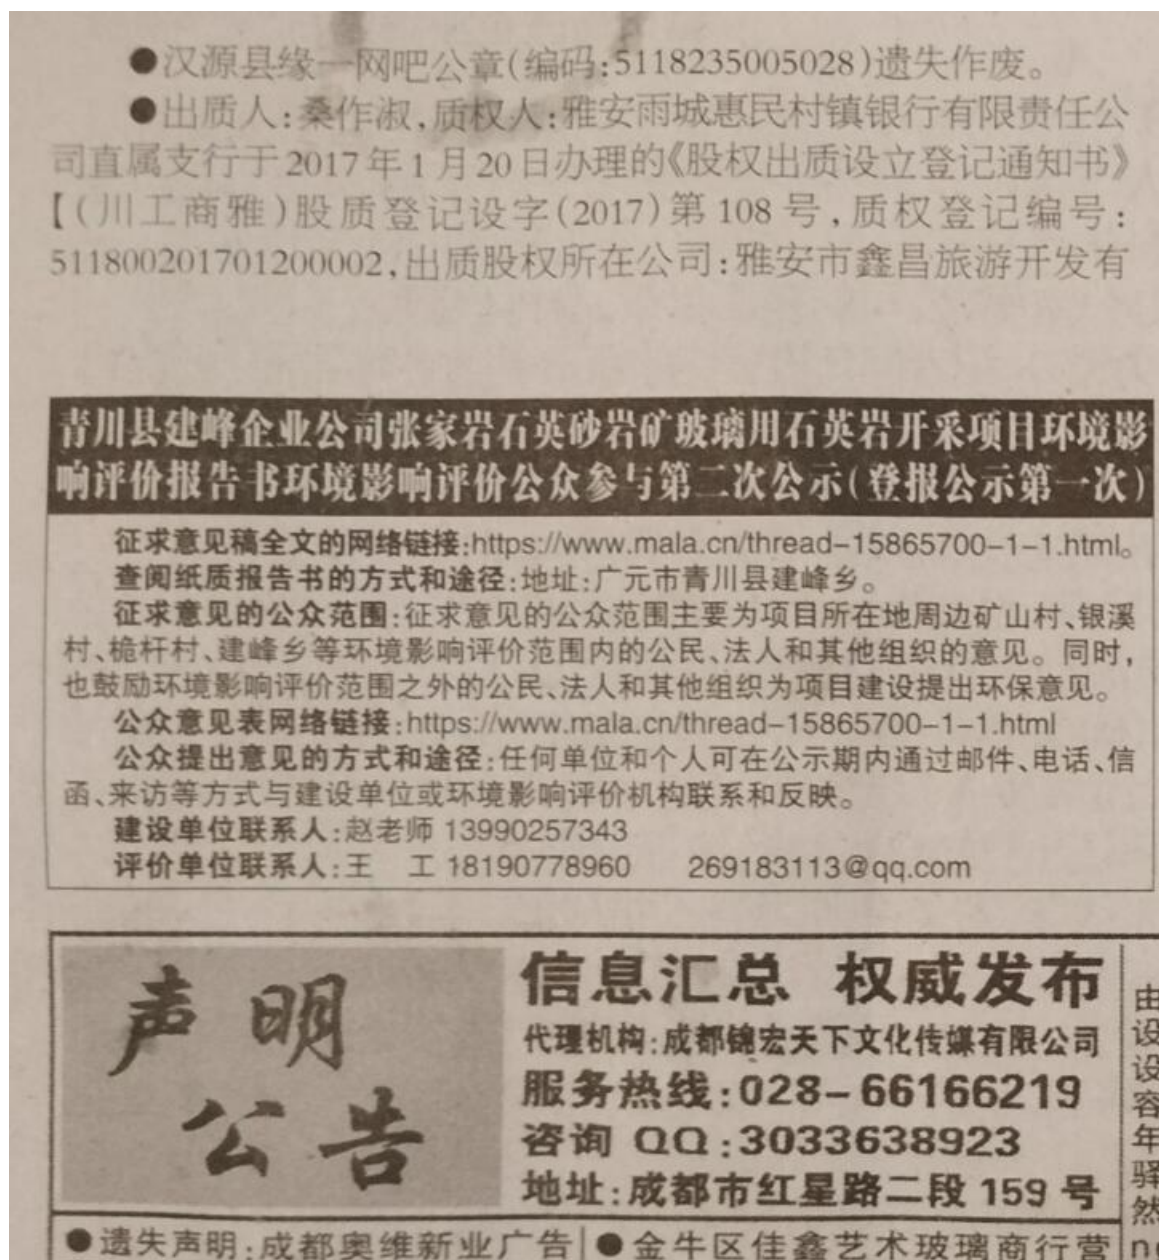 ●汉源县缘一网吧公章(编码:5118235005028)遗失作废。
●出质人:桑作淑,质权人:雅安雨城惠民村镇银行有限责任公
司直属支行于2017年1月20日办理的《股权出质设立登记通知书》
【(川工商雅)股质登记设字(2017)第108号,质权登记编号:
511800201701200002,出质股权所在公司:雅安市鑫昌旅游开发有
青川县建峰企业公司张家岩石英砂岩矿玻璃用石英岩开采项目环境影
响评价报告书环境影响评价公众参与第二次公示(登报公示第一次)
征求意见稿全文的网络链接:https://www.mala.cn/thread-15865700-1-1.html。
查阅纸质报告书的方式和途径:地址:广元市青川县建峰乡。
征求意见的公众范围:征求意见的公众范围主要为项目所在地周边矿山村、银溪
村、桅杆村、建峰乡等环境影响评价范围内的公民、法人和其他组织的意见。同时,
也鼓励环境影响评价范围之外的公民、法人和其他组织为项目建设提出环保意见。
公众意见表网络链接:https://www.mala.cn/thread-15865700-1-1.html
公众提出意见的方式和途径:任何单位和个人可在公示期内通过邮件、电话、信
函、来访等方式与建设单位或环境影响评价机构联系和反映。
建设单位联系人:赵老师 13990257343
评价单位联系人:王 工 18190778960 269183113@qq.com
声明
公告
信息汇总 权威发布
代理机构:成都锦宏天下文化传媒有限公司
服务热线:028-66166219
咨询 QQ:3033638923
地址:成都市红星路二段 159 号
●遗失声明:成都奥维新业广告
●金牛区佳鑫艺术玻璃商行营
由
设
设
容
年
驿
然